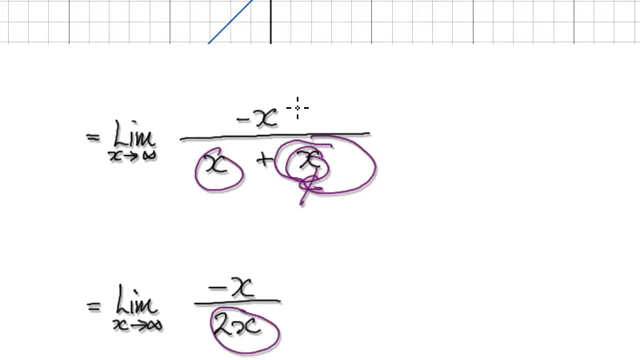 = Lim x→∞ -x / x + x
= Lim x→∞ -x / 2x